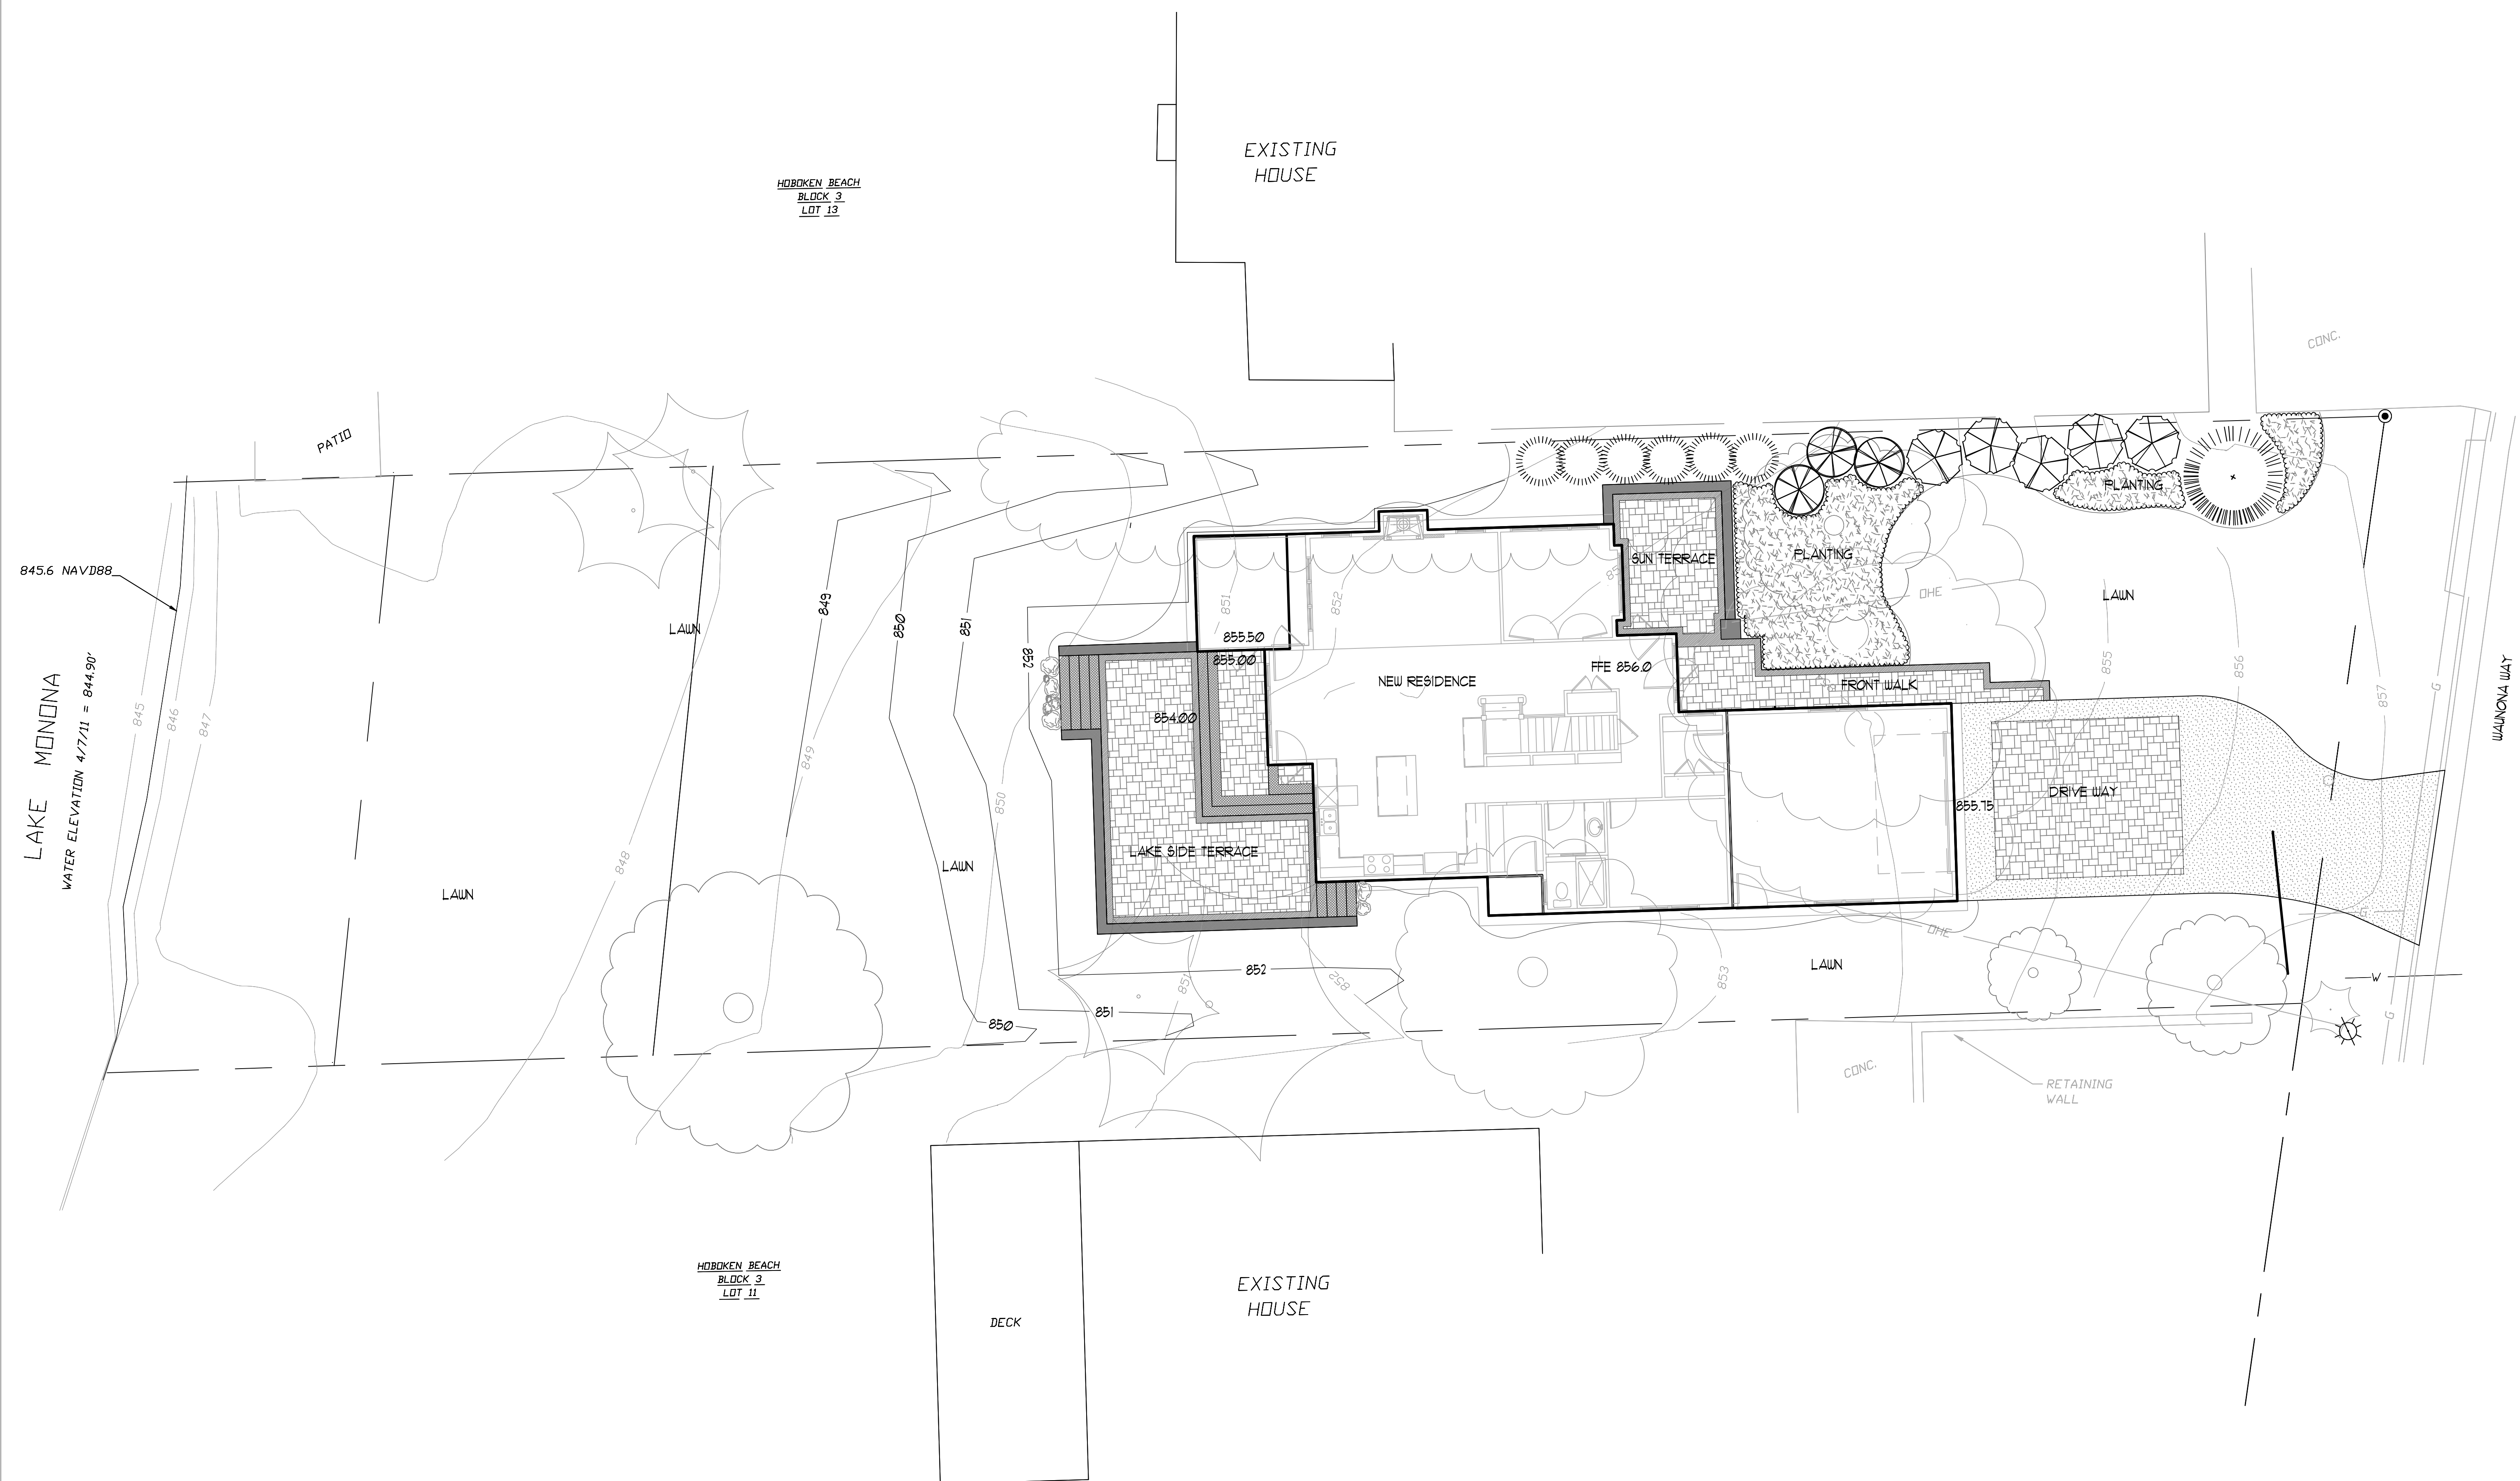 EXISTING
HOUSE
HOBOKEN BEACH
BLOCK 3
LOT 13
CONC.
PATIO
845.6 NAVD88
LAKE MONONA
WATER ELEVATION 4/7/11 = 844.90'
845
846
847
LAWN
LAWN
848
849
849
850
851
852
850
LAWN
851
852
855.50
855.00
854.00
LAKE SIDE TERRACE
NEW RESIDENCE
FFE 856.0
SUN TERRACE
PLANTING
PLANTING
FRONT WALK
OHE
LAWN
855
856
857
G
WAUNONA WAY
855.75
DRIVE WAY
G
OHE
LAWN
853
852
852
851
851
850
W
G
CONC.
RETAINING
WALL
HOBOKEN BEACH
BLOCK 3
LOT 11
DECK
EXISTING
HOUSE